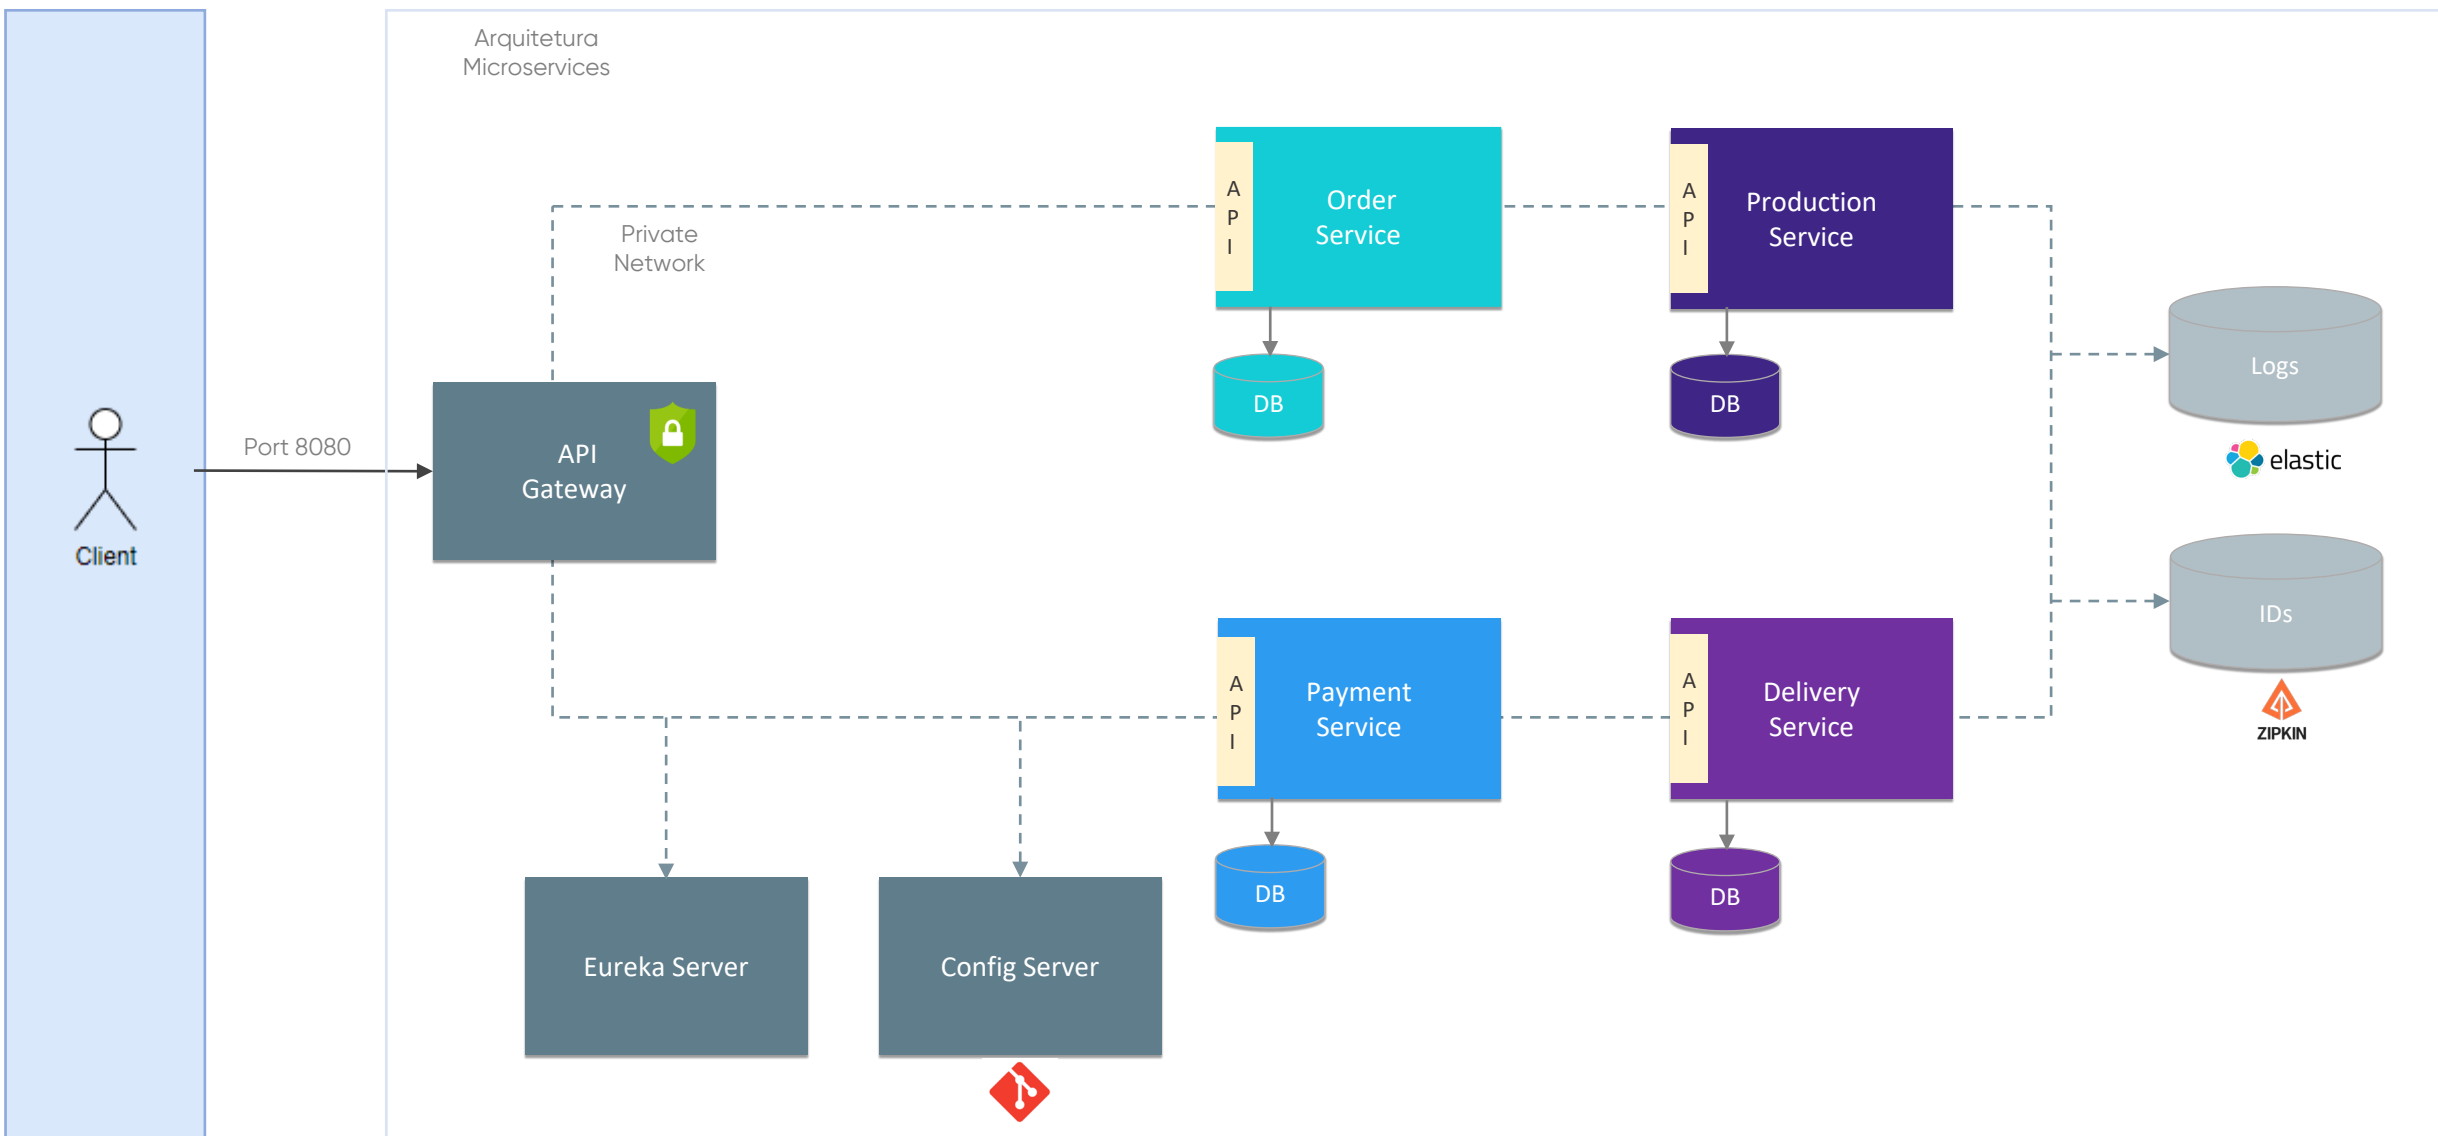 Arquitetura
Microservices
Private
Network
Port 8080
Client
API
Gateway
A
P
I
Order
Service
DB
A
P
I
Production
Service
DB
Logs
elastic
IDs
ZIPKIN
A
P
I
Payment
Service
DB
A
P
I
Delivery
Service
DB
Eureka Server
Config Server